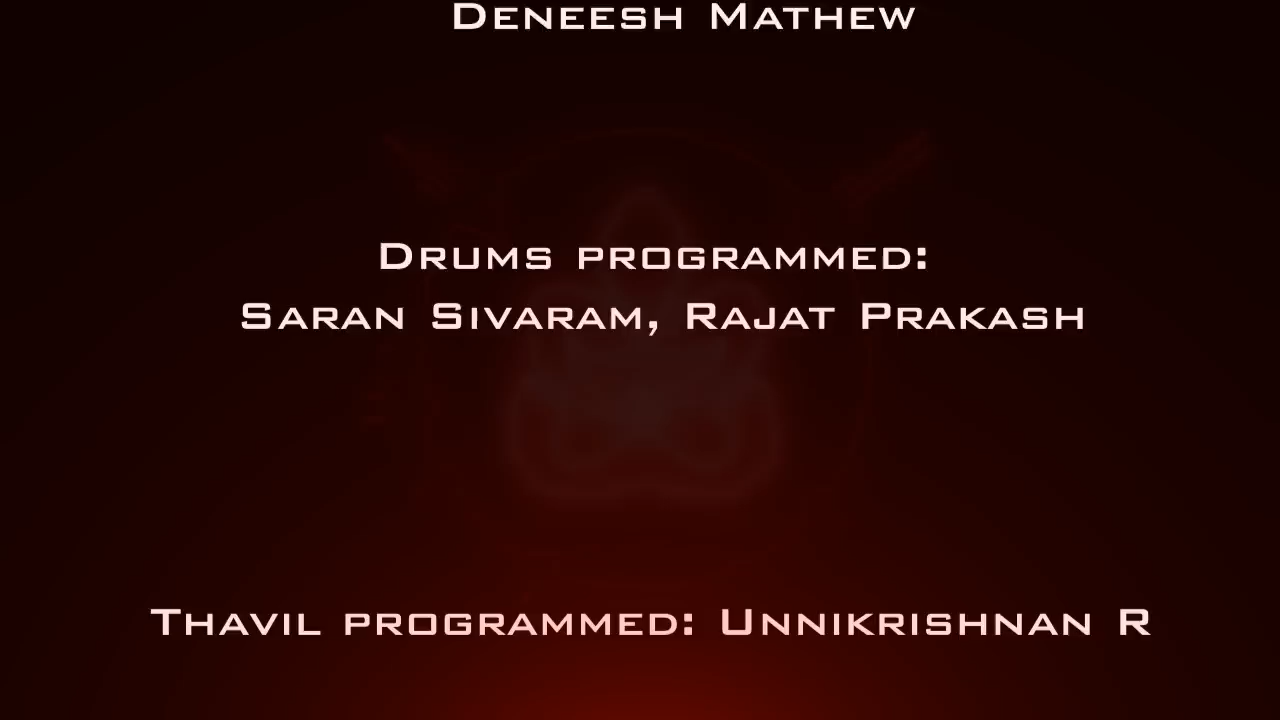 Deneesh Mathew
Drums programmed:
Saran Sivaram, Rajat Prakash
Thavil programmed: Unnikrishnan R